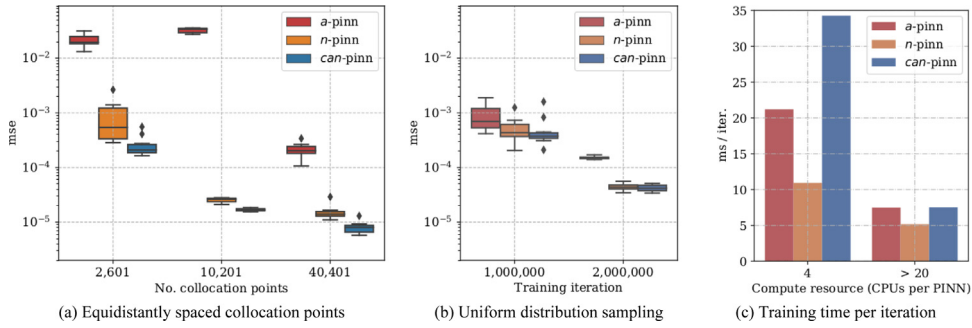 mse
10⁻²
10⁻³
10⁻⁴
10⁻⁵
a-pinn
n-pinn
can-pinn
2,601
10,201
40,401
No. collocation points
(a) Equidistantly spaced collocation points
mse
10⁻²
10⁻³
10⁻⁴
10⁻⁵
a-pinn
n-pinn
can-pinn
1,000,000
2,000,000
Training iteration
(b) Uniform distribution sampling
ms / iter.
35
30
25
20
15
10
5
0
a-pinn
n-pinn
can-pinn
4
> 20
Compute resource (CPUs per PINN)
(c) Training time per iteration